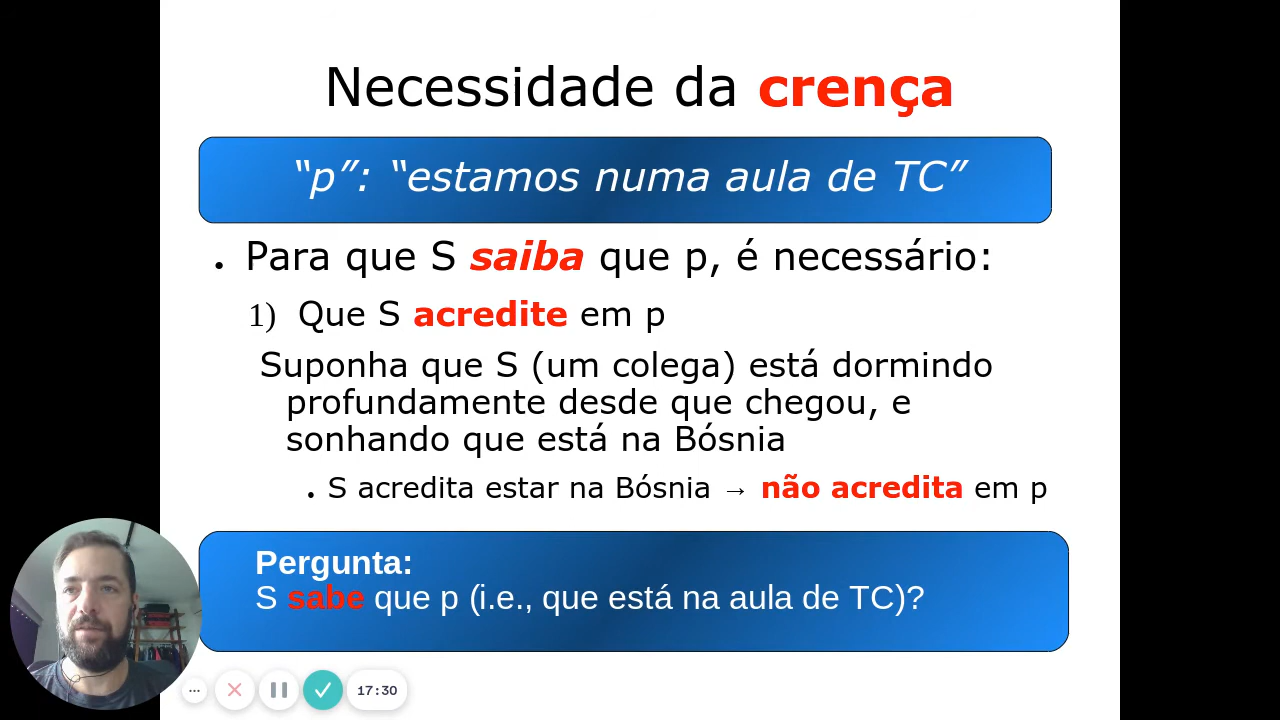 Necessidade da crença
“p”: “estamos numa aula de TC”
• Para que S saiba que p, é necessário:
1) Que S acredite em p
Suponha que S (um colega) está dormindo
profundamente desde que chegou, e
sonhando que está na Bósnia
• S acredita estar na Bósnia → não acredita em p
Pergunta:
S sabe que p (i.e., que está na aula de TC)?
17:30